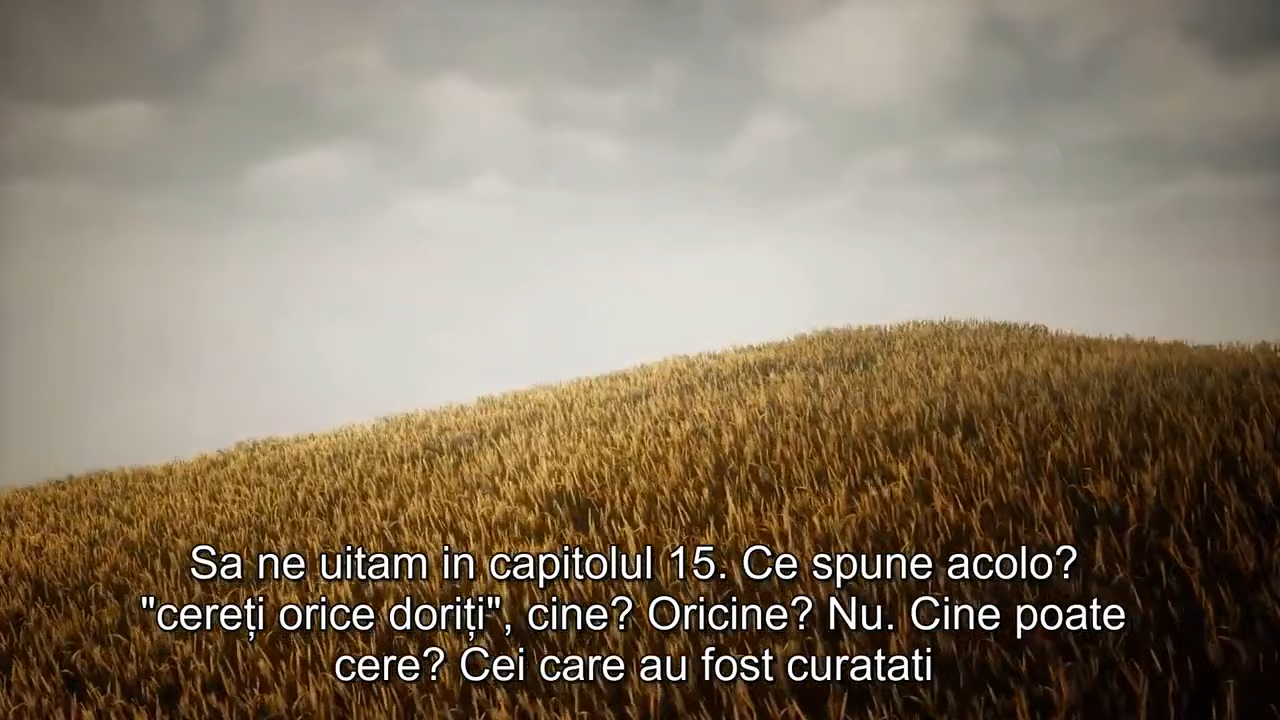 Sa ne uitam in capitolul 15. Ce spune acolo?
"cereți orice doriți", cine? Oricine? Nu. Cine poate
cere? Cei care au fost curatati